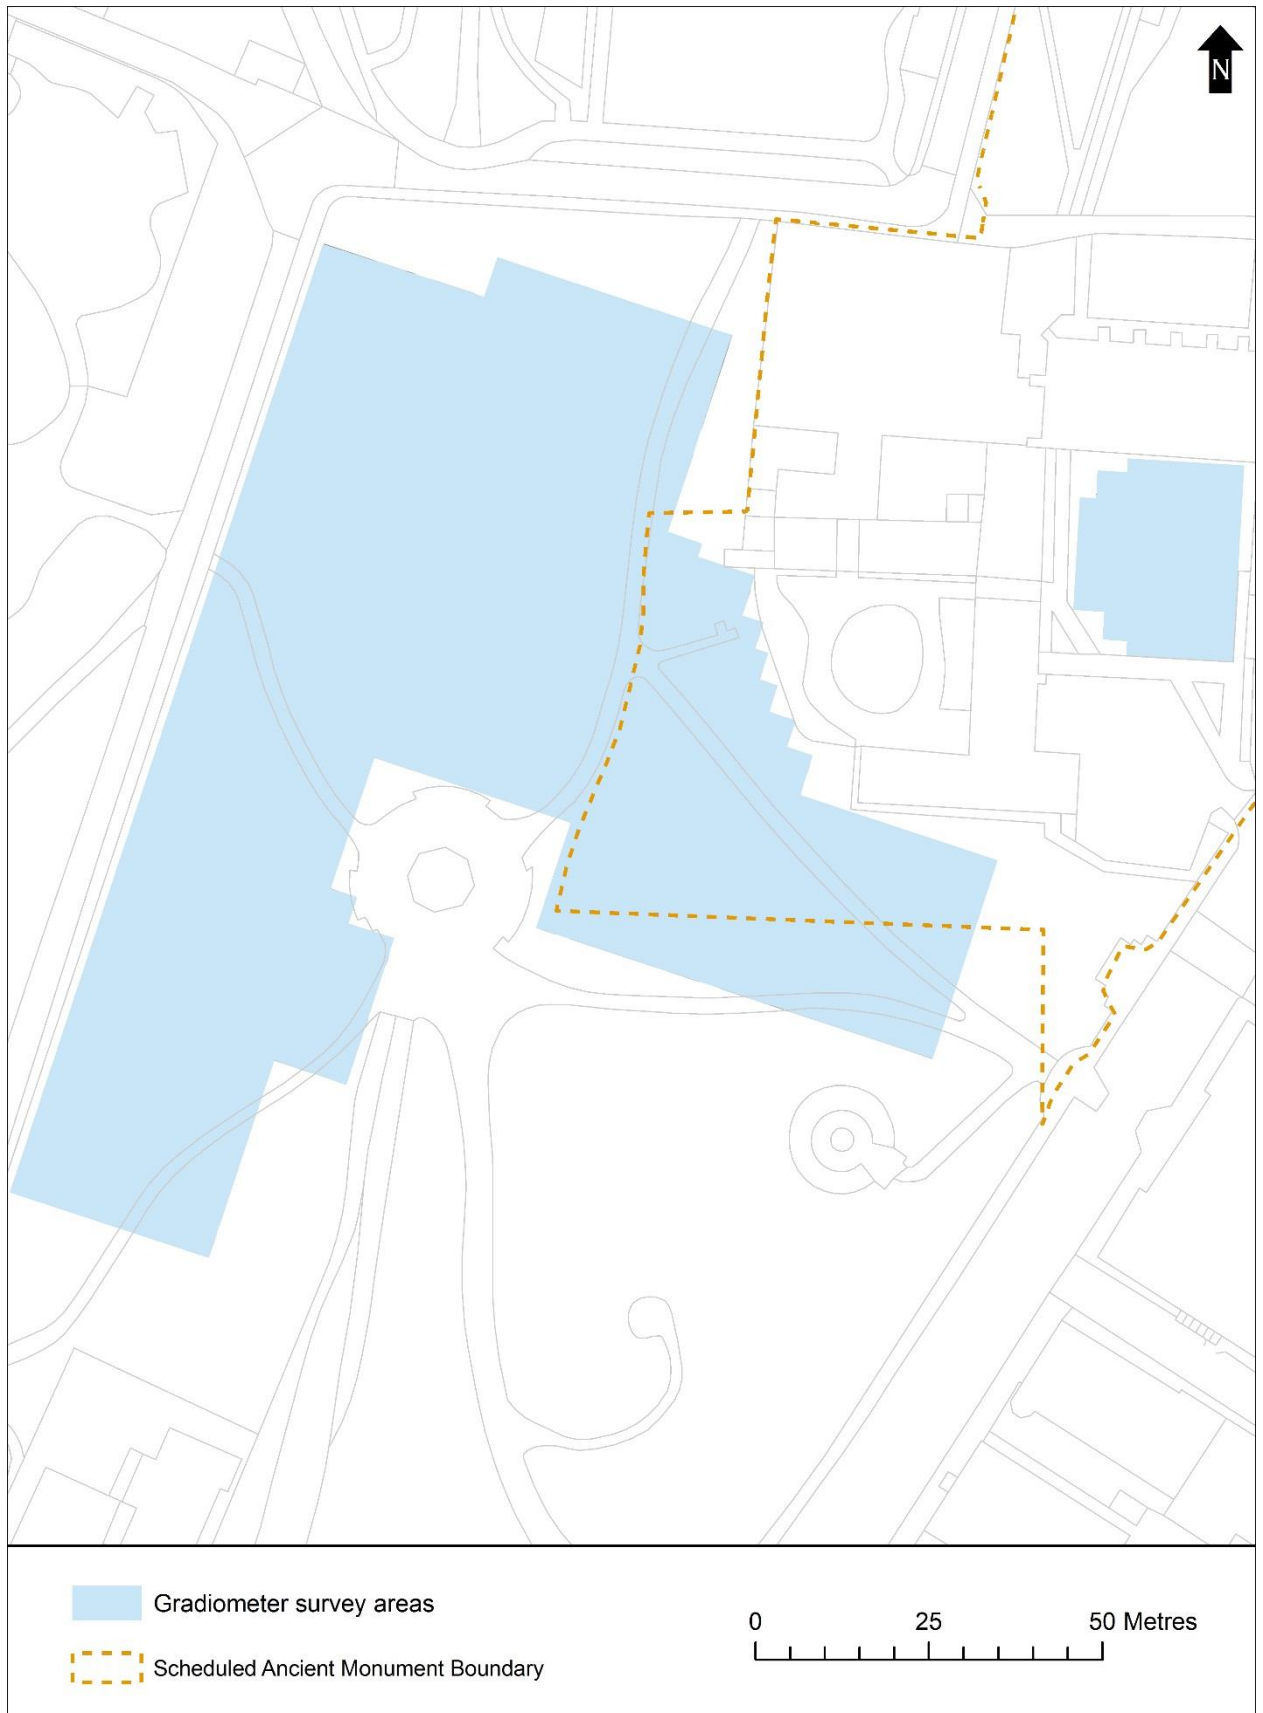 N
Gradiometer survey areas
Scheduled Ancient Monument Boundary
0 25 50 Metres